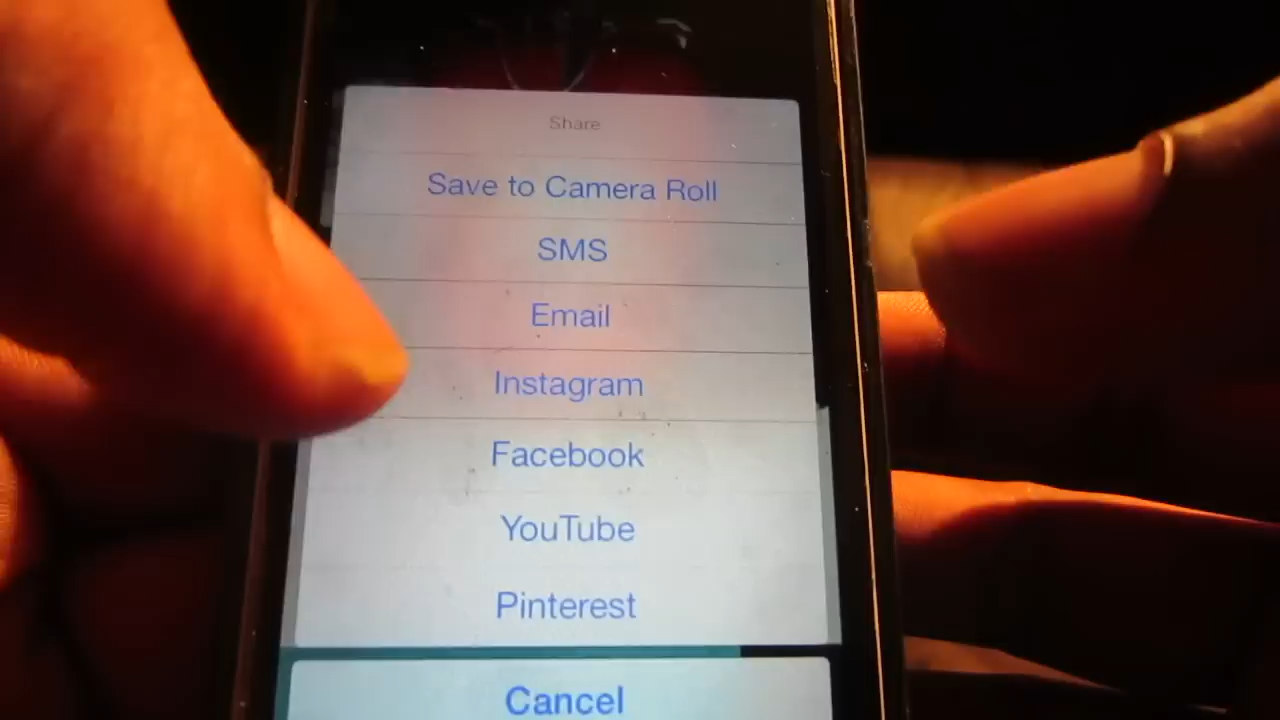 Share
Save to Camera Roll
SMS
Email
Instagram
Facebook
YouTube
Pinterest
Cancel